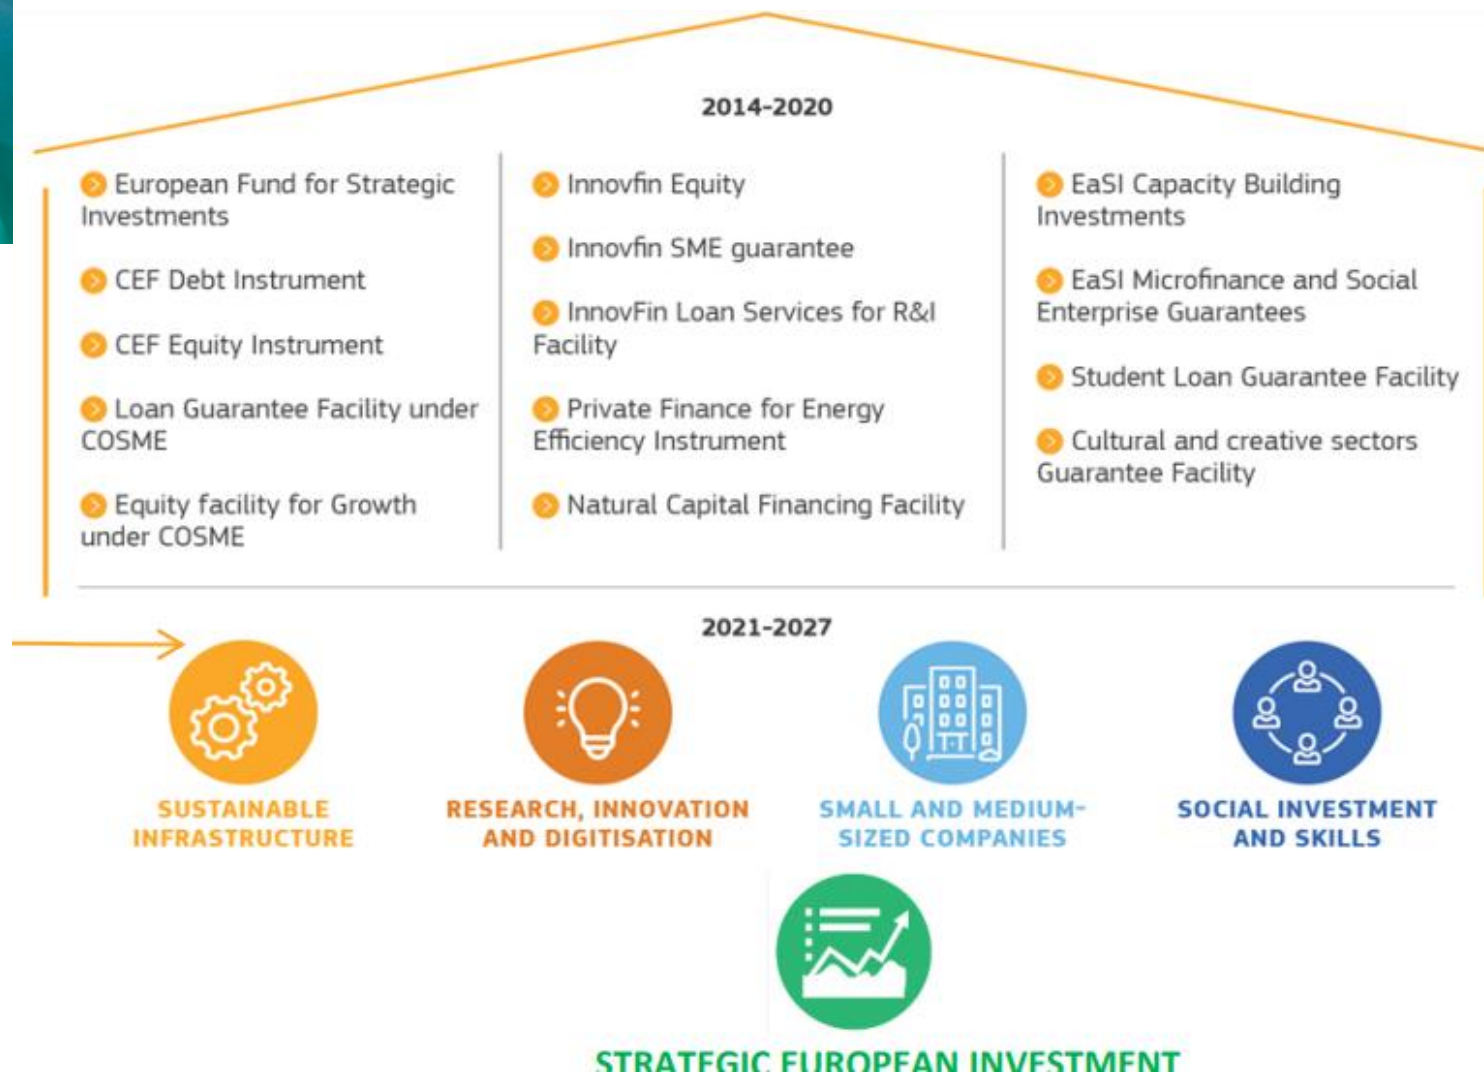 2014-2020
European Fund for Strategic
Investments
CEF Debt Instrument
CEF Equity Instrument
Loan Guarantee Facility under
COSME
Equity facility for Growth
under COSME
Innovfin Equity
Innovfin SME guarantee
InnovFin Loan Services for R&I
Facility
Private Finance for Energy
Efficiency Instrument
Natural Capital Financing Facility
EaSI Capacity Building
Investments
EaSI Microfinance and Social
Enterprise Guarantees
Student Loan Guarantee Facility
Cultural and creative sectors
Guarantee Facility
2021-2027
SUSTAINABLE
INFRASTRUCTURE
RESEARCH, INNOVATION
AND DIGITISATION
SMALL AND MEDIUM-
SIZED COMPANIES
SOCIAL INVESTMENT
AND SKILLS
STRATEGIC EUROPEAN INVESTMENT